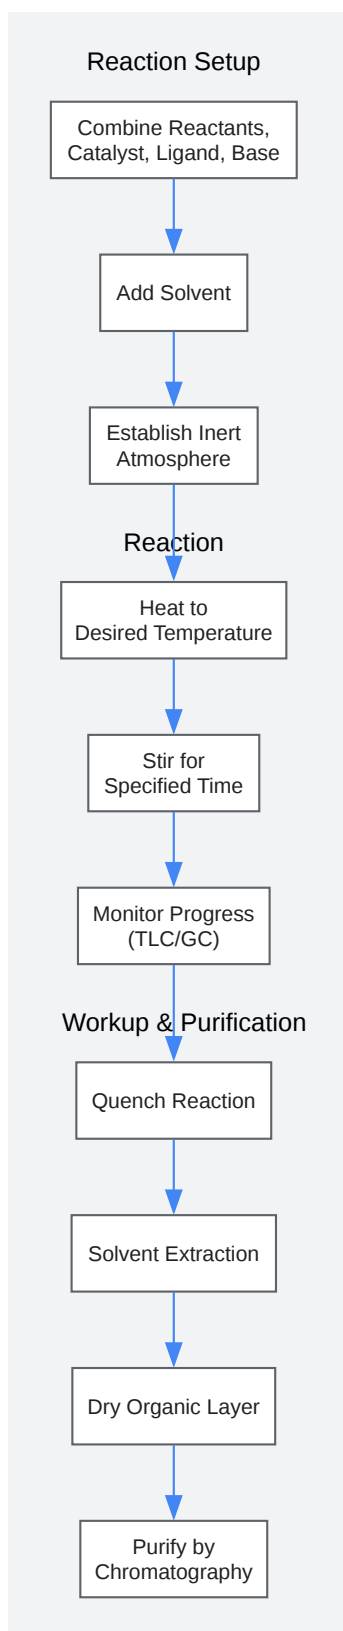 Reaction Setup
Combine Reactants,
Catalyst, Ligand, Base
Add Solvent
Establish Inert
Atmosphere
Reaction
Heat to
Desired Temperature
Stir for
Specified Time
Monitor Progress
(TLC/GC)
Workup & Purification
Quench Reaction
Solvent Extraction
Dry Organic Layer
Purify by
Chromatography